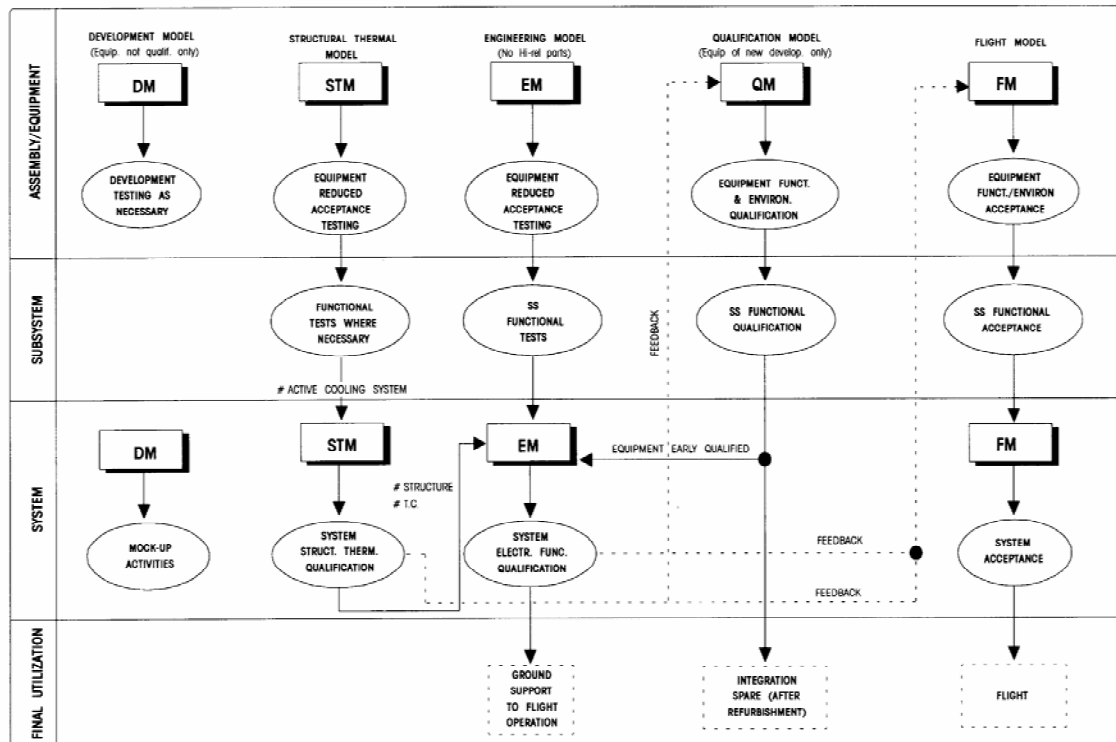 DEVELOPMENT MODEL
(Equip. not qualif. only)
STRUCTURAL THERMAL
MODEL
ENGINEERING MODEL
(No Hi-rel parts)
QUALIFICATION MODEL
(Equip of new develop. only)
FLIGHT MODEL
ASSEMBLY/EQUIPMENT
DM
STM
EM
QM
FM
DEVELOPMENT
TESTING AS
NECESSARY
EQUIPMENT
REDUCED
ACCEPTANCE
TESTING
EQUIPMENT
REDUCED
ACCEPTANCE
TESTING
EQUIPMENT FUNCT.
& ENVIRON.
QUALIFICATION
EQUIPMENT
FUNCT./ENVIRON
ACCEPTANCE
SUBSYSTEM
FUNCTIONAL
TESTS WHERE
NECESSARY
SS
FUNCTIONAL
TESTS
FEEDBACK
SS FUNCTIONAL
QUALIFICATION
SS FUNCTIONAL
ACCEPTANCE
# ACTIVE COOLING SYSTEM
SYSTEM
DM
STM
EM
EQUIPMENT EARLY QUALIFIED
FM
# STRUCTURE
# T.C.
MOCK-UP
ACTIVITIES
SYSTEM
STRUCT. THERM.
QUALIFICATION
SYSTEM
ELECTR. FUNC.
QUALIFICATION
FEEDBACK
SYSTEM
ACCEPTANCE
FEEDBACK
FINAL UTILIZATION
GROUND
SUPPORT
TO FLIGHT
OPERATION
INTEGRATION
SPARE (AFTER
REFURBISHMENT)
FLIGHT